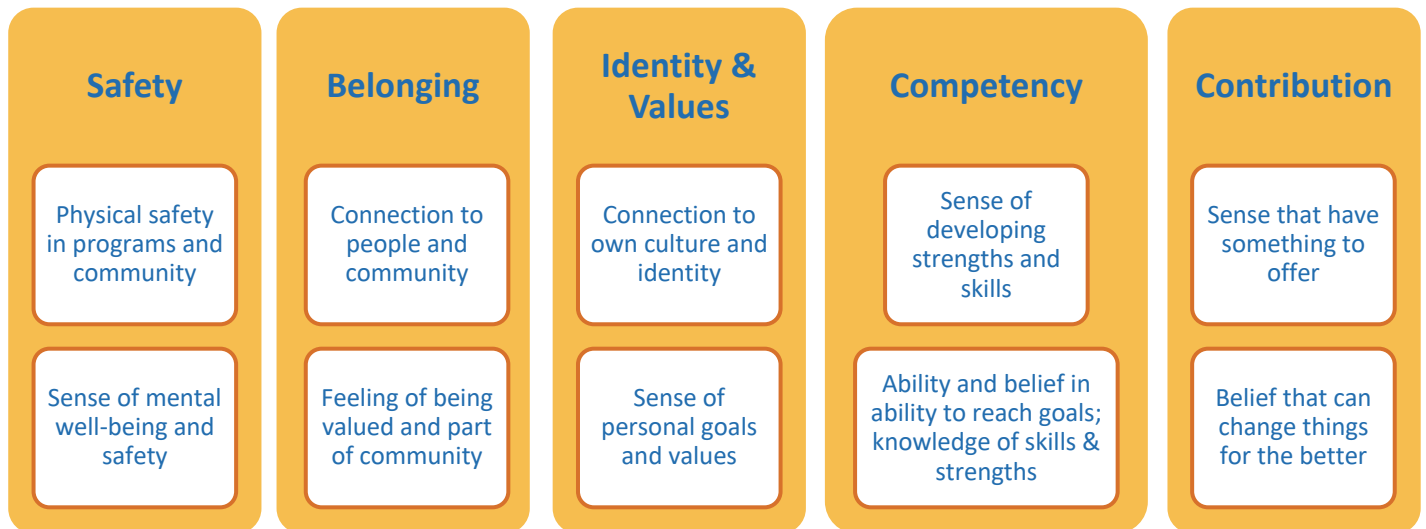 Safety
Physical safety
in programs and
community
Sense of mental
well-being and
safety
Belonging
Connection to
people and
community
Feeling of being
valued and part
of community
Identity &
Values
Connection to
own culture and
identity
Sense of
personal goals
and values
Competency
Sense of
developing
strengths and
skills
Ability and belief in
ability to reach goals;
knowledge of skills &
strengths
Contribution
Sense that have
something to
offer
Belief that can
change things
for the better